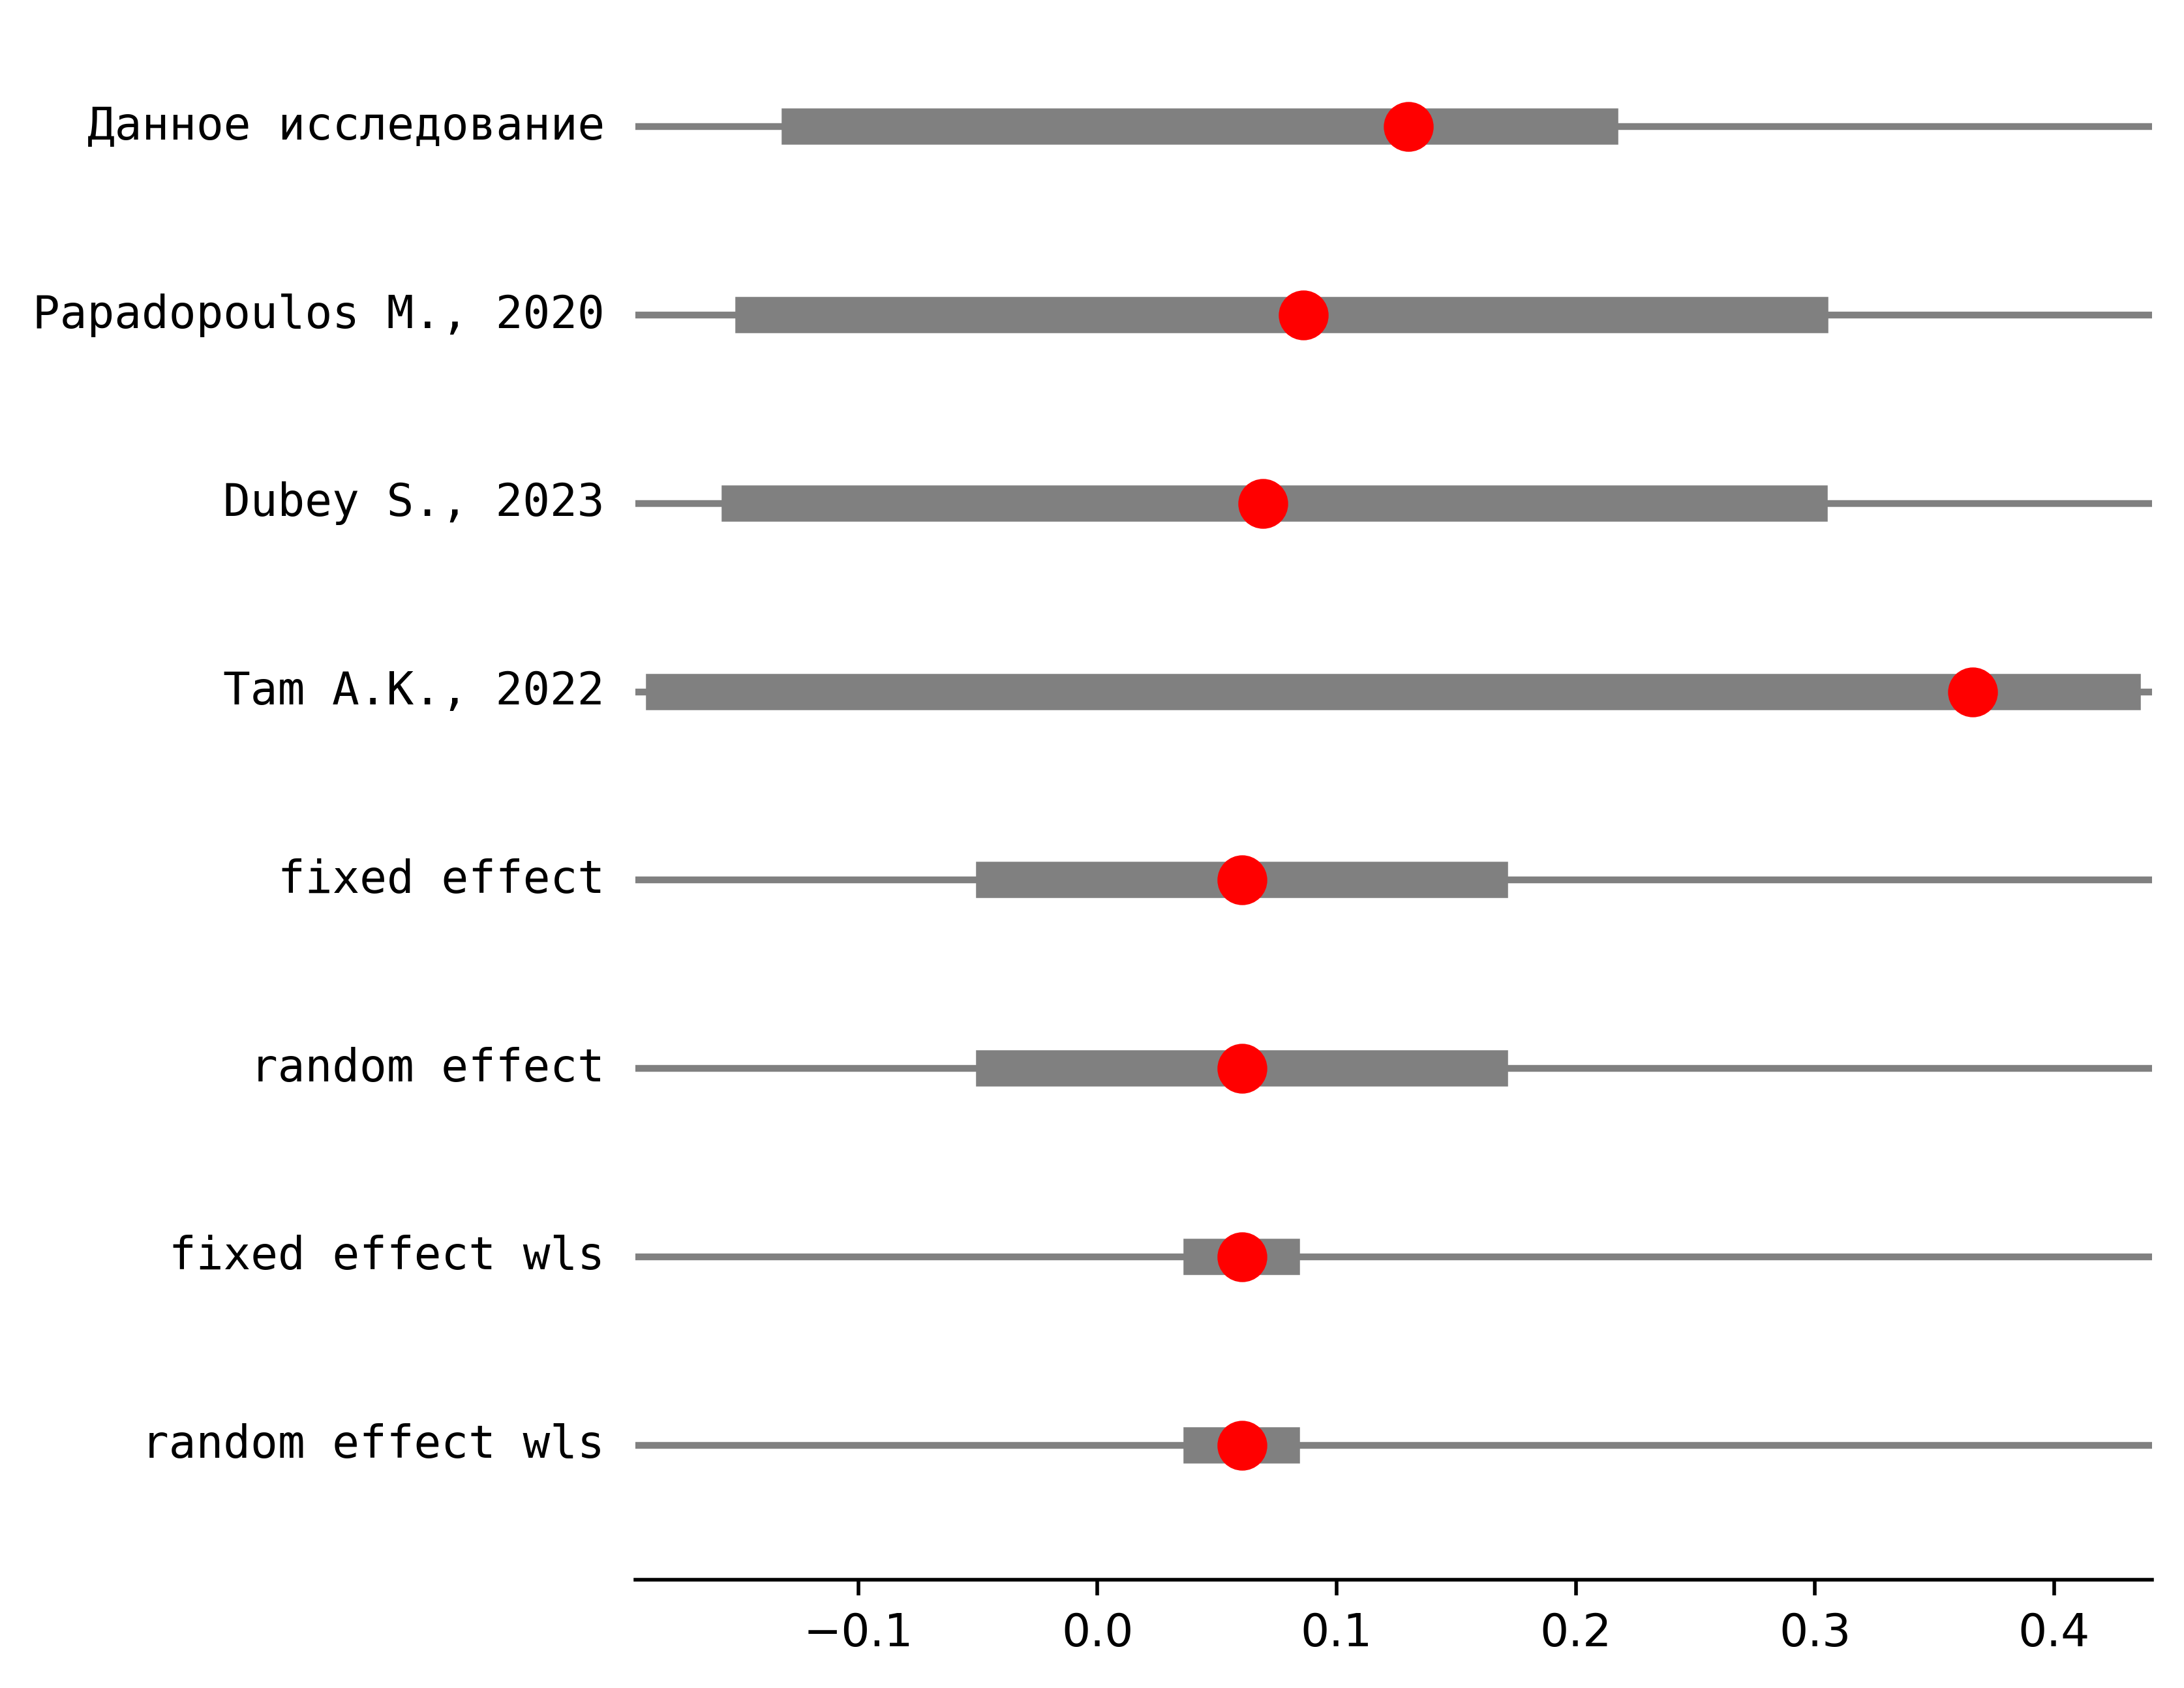 Данное исследование
Papadopoulos M., 2020
Dubey S., 2023
Tam A.K., 2022
fixed effect
random effect
fixed effect wls
random effect wls
−0.1 0.0 0.1 0.2 0.3 0.4